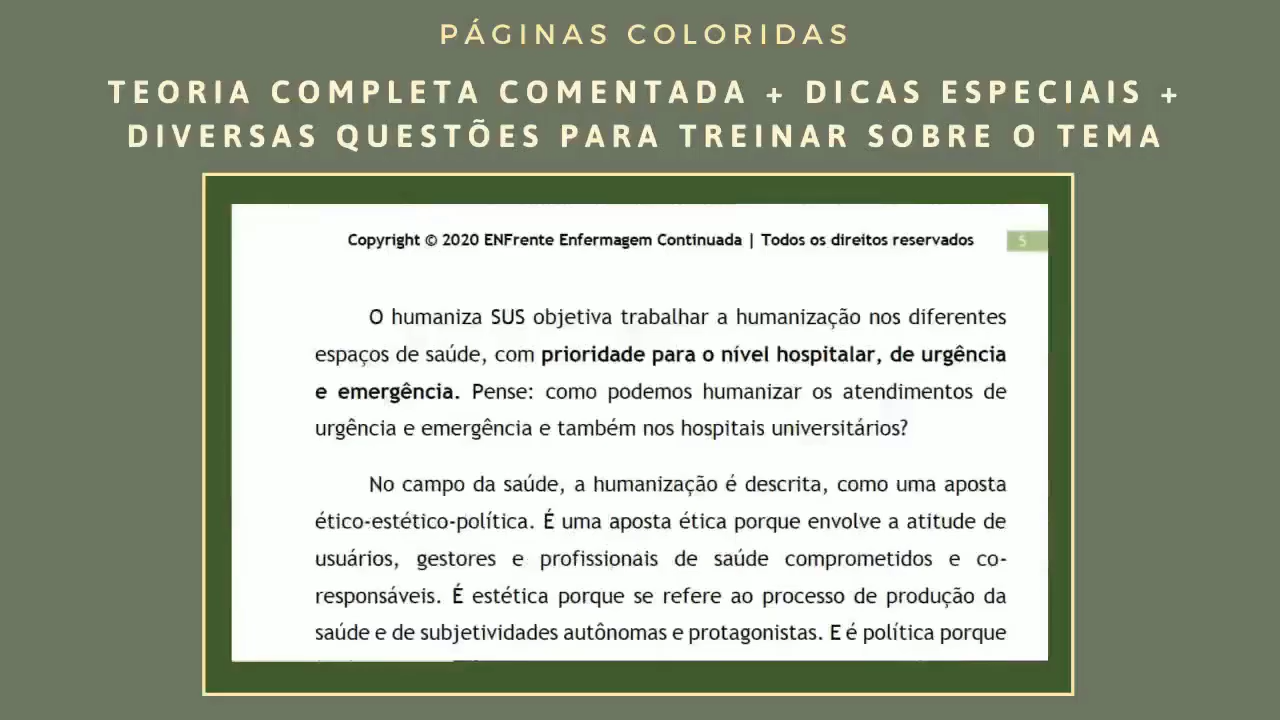 PÁGINAS COLORIDAS
TEORIA COMPLETA COMENTADA + DICAS ESPECIAIS +
DIVERSAS QUESTÕES PARA TREINAR SOBRE O TEMA
Copyright © 2020 ENFrente Enfermagem Continuada | Todos os direitos reservados
5
O humaniza SUS objetiva trabalhar a humanização nos diferentes
espaços de saúde, com prioridade para o nível hospitalar, de urgência
e emergência. Pense: como podemos humanizar os atendimentos de
urgência e emergência e também nos hospitais universitários?
No campo da saúde, a humanização é descrita, como uma aposta
ético-estético-política. É uma aposta ética porque envolve a atitude de
usuários, gestores e profissionais de saúde comprometidos e co-
responsáveis. É estética porque se refere ao processo de produção da
saúde e de subjetividades autônomas e protagonistas. E é política porque